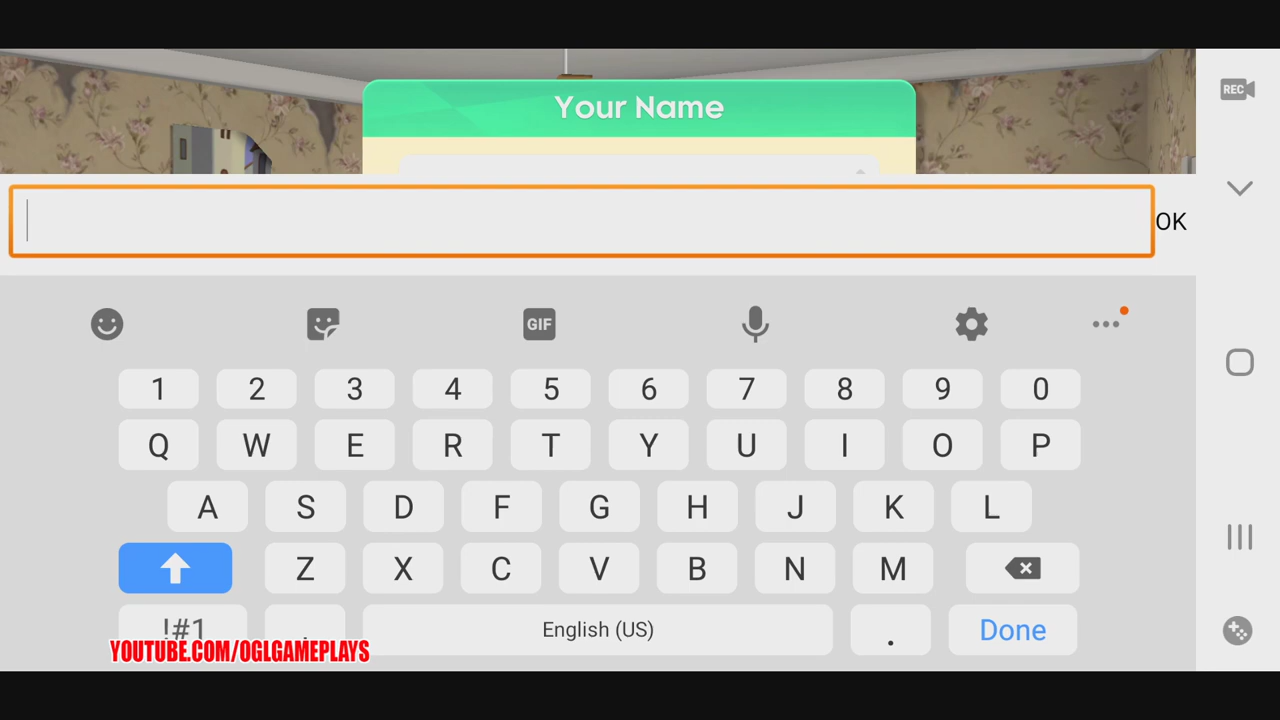 REC
Your Name
OK
GIF
1 2 3 4 5 6 7 8 9 0
Q W E R T Y U I O P
A S D F G H J K L
Z X C V B N M
!#1 , English (US) . Done
YOUTUBE.COM/OGLGAMEPLAYS